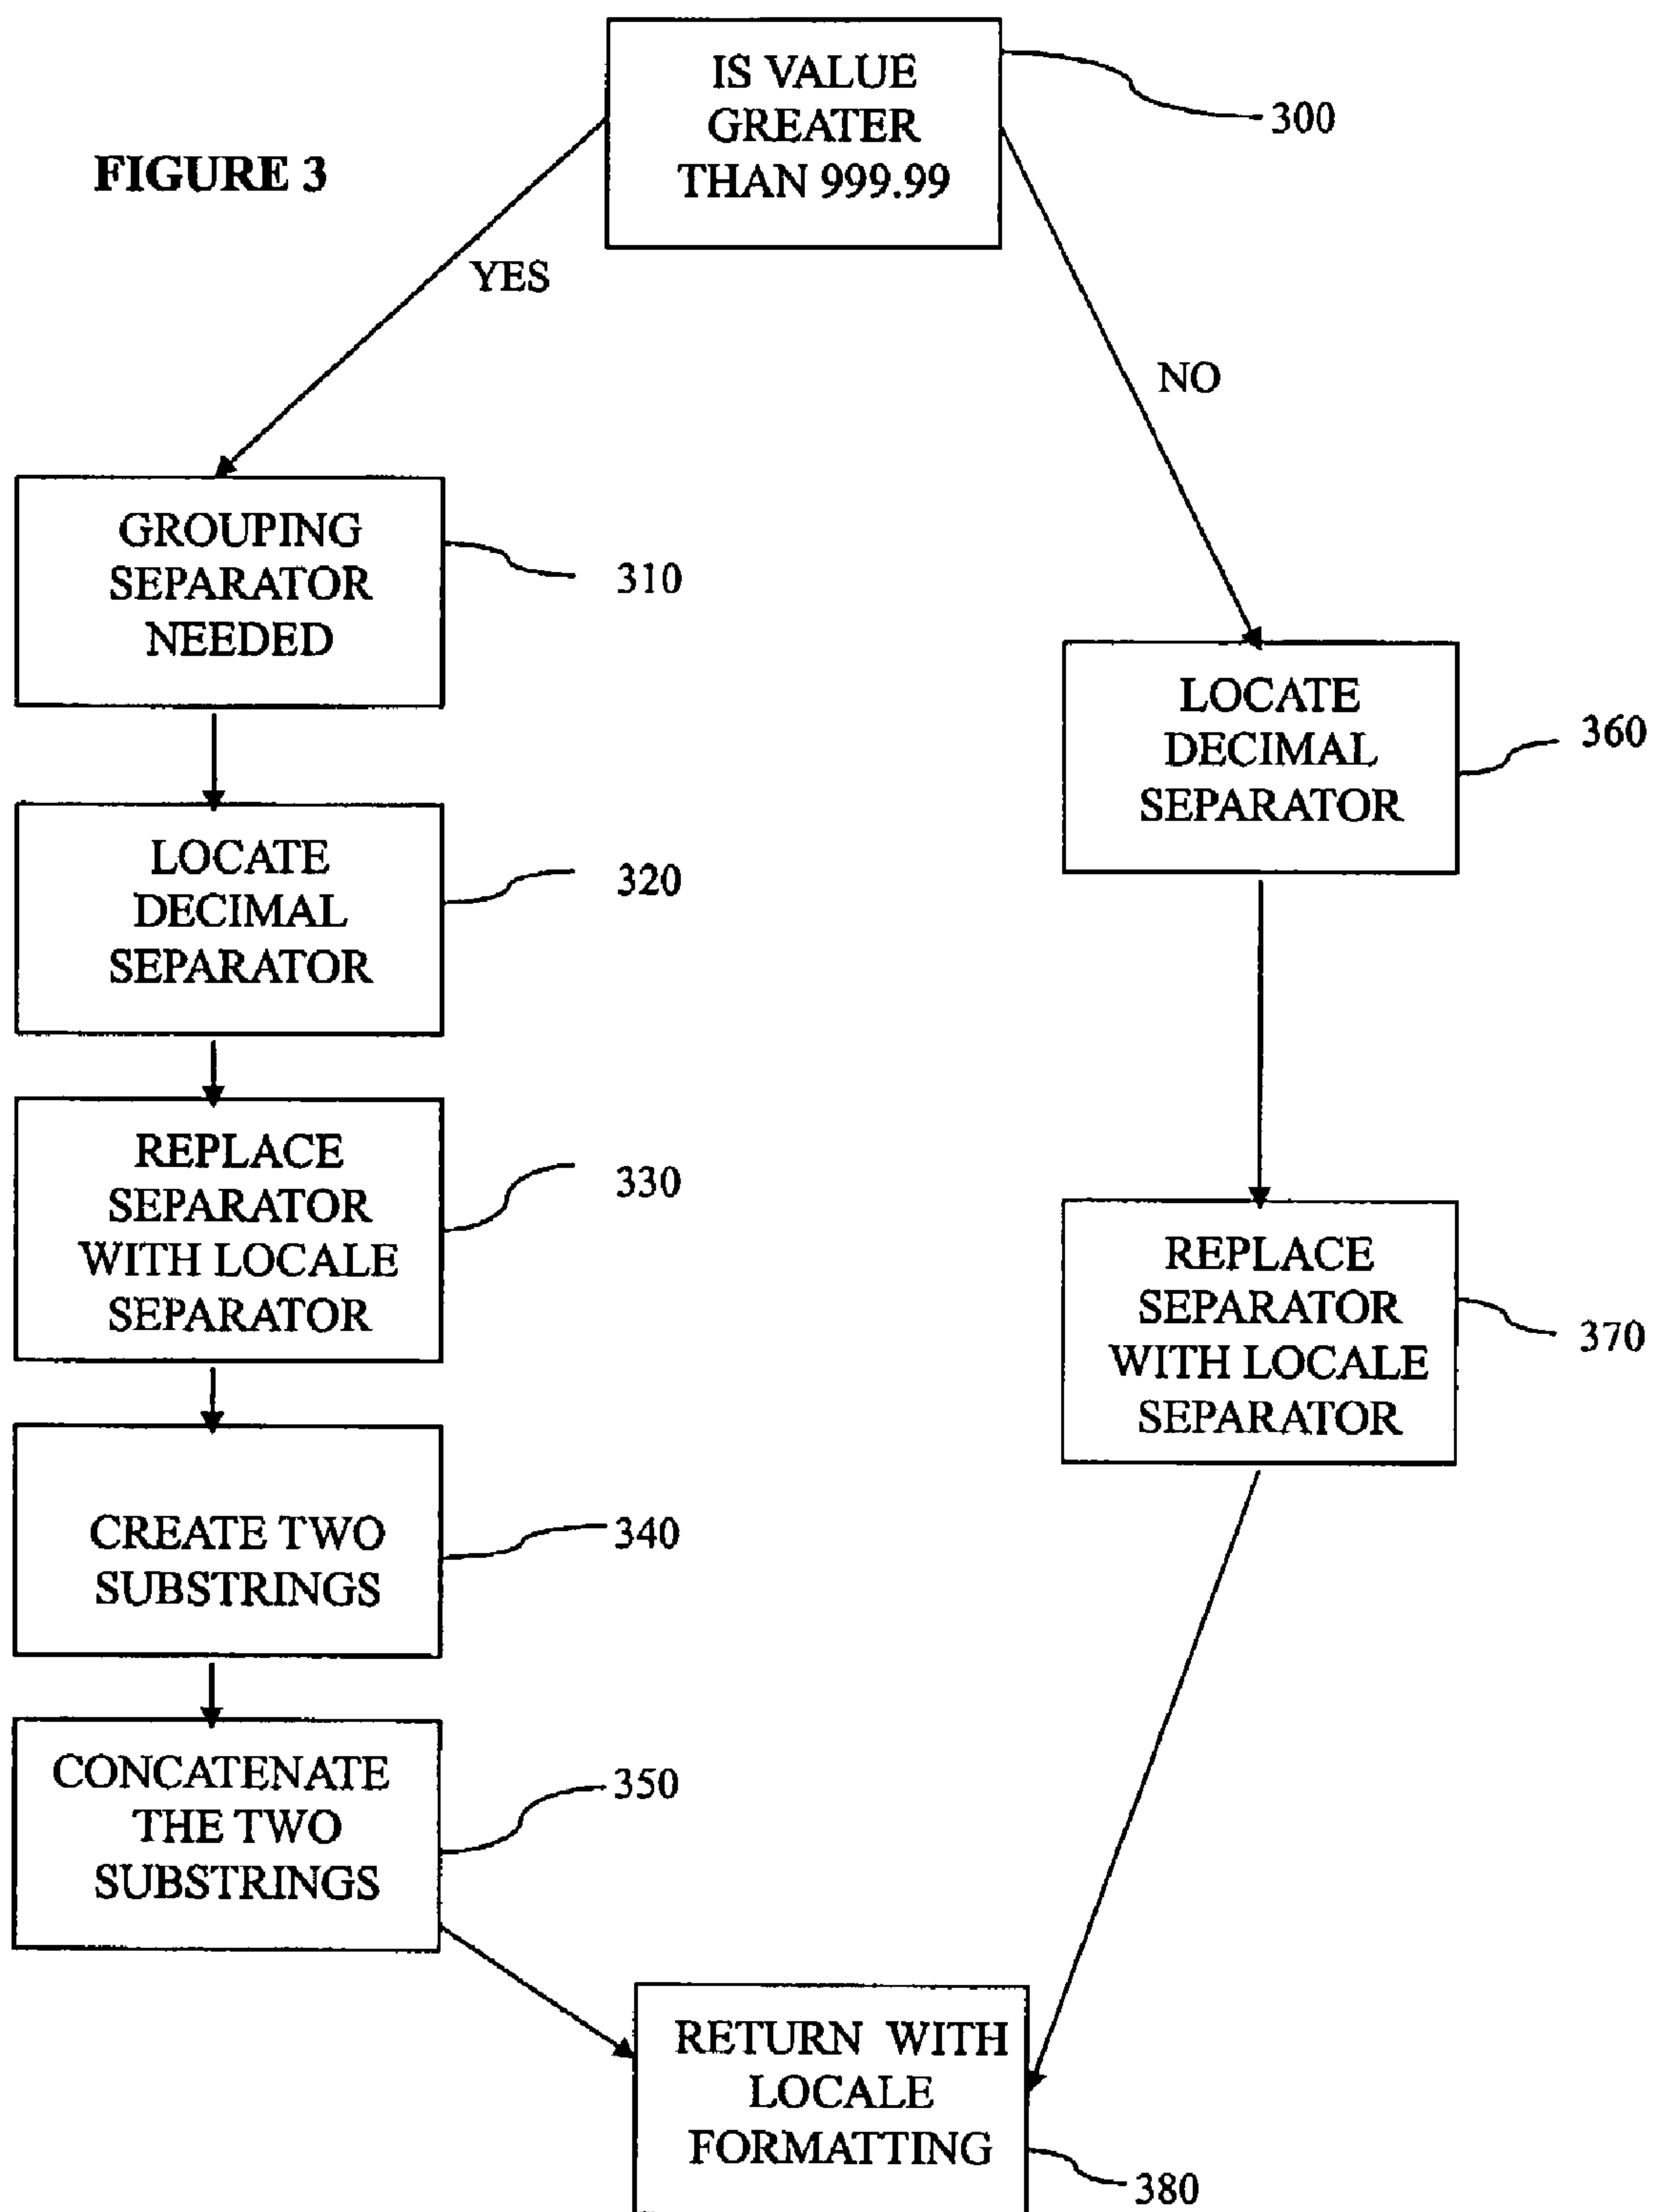 IS VALUE
GREATER
THAN 999.99
300
FIGURE 3
YES
NO
GROUPING
SEPARATOR
NEEDED
310
LOCATE
DECIMAL
SEPARATOR
360
LOCATE
DECIMAL
SEPARATOR
320
REPLACE
SEPARATOR
WITH LOCALE
SEPARATOR
330
REPLACE
SEPARATOR
WITH LOCALE
SEPARATOR
370
CREATE TWO
SUBSTRINGS
340
CONCATENATE
THE TWO
SUBSTRINGS
350
RETURN WITH
LOCALE
FORMATTING
380